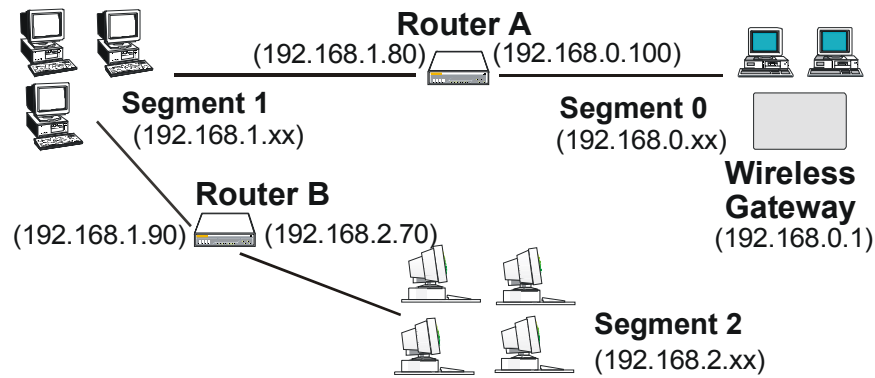 Router A
(192.168.1.80)
(192.168.0.100)
Segment 1
(192.168.1.xx)
Segment 0
(192.168.0.xx)
Wireless
Gateway
(192.168.0.1)
Router B
(192.168.1.90)
(192.168.2.70)
Segment 2
(192.168.2.xx)